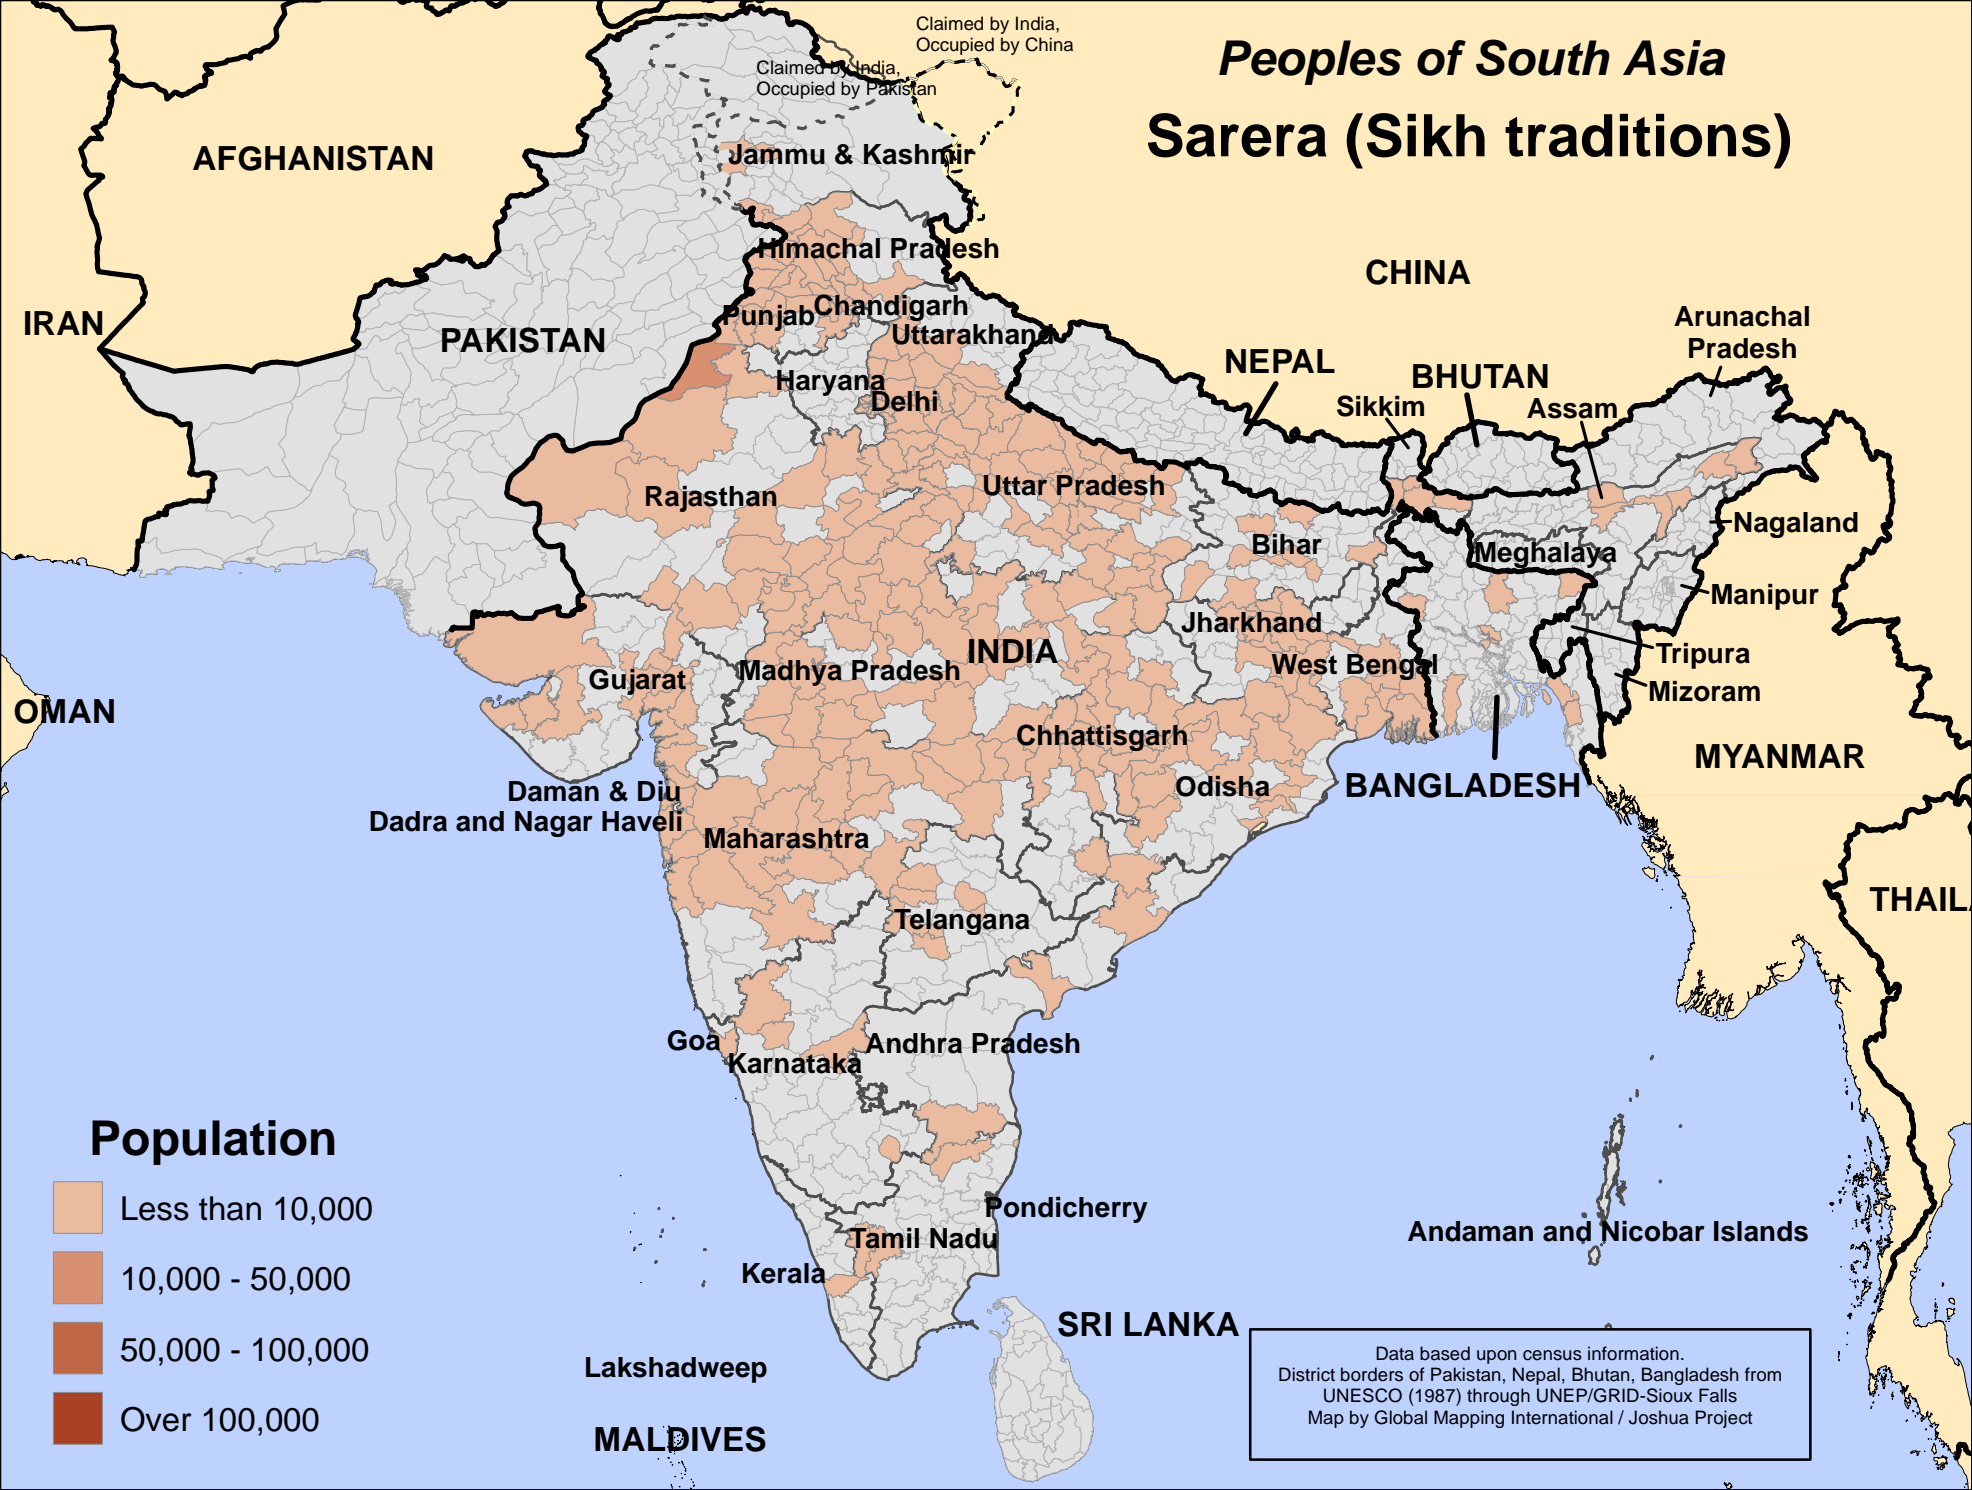 Claimed by India,
Occupied by China
Peoples of South Asia
Sarera (Sikh traditions)
Claimed by India,
Occupied by Pakistan
AFGHANISTAN
Jammu & Kashmir
Himachal Pradesh
CHINA
IRAN
PAKISTAN
Punjab
Chandigarh
Uttarakhand
Arunachal
Pradesh
NEPAL
BHUTAN
Haryana
Delhi
Sikkim
Assam
Rajasthan
Uttar Pradesh
Nagaland
Bihar
Meghalaya
Manipur
Jharkhand
INDIA
Tripura
Gujarat
Madhya Pradesh
West Bengal
Mizoram
OMAN
Chhattisgarh
MYANMAR
Odisha
BANGLADESH
Daman & Diu
Dadra and Nagar Haveli
Maharashtra
THAIL
Telangana
Goa
Andhra Pradesh
Karnataka
Population
Less than 10,000
10,000 - 50,000
50,000 - 100,000
Over 100,000
Pondicherry
Tamil Nadu
Andaman and Nicobar Islands
Kerala
SRI LANKA
Lakshadweep
MALDIVES
Data based upon census information.
District borders of Pakistan, Nepal, Bhutan, Bangladesh from
UNESCO (1987) through UNEP/GRID-Sioux Falls
Map by Global Mapping International / Joshua Project